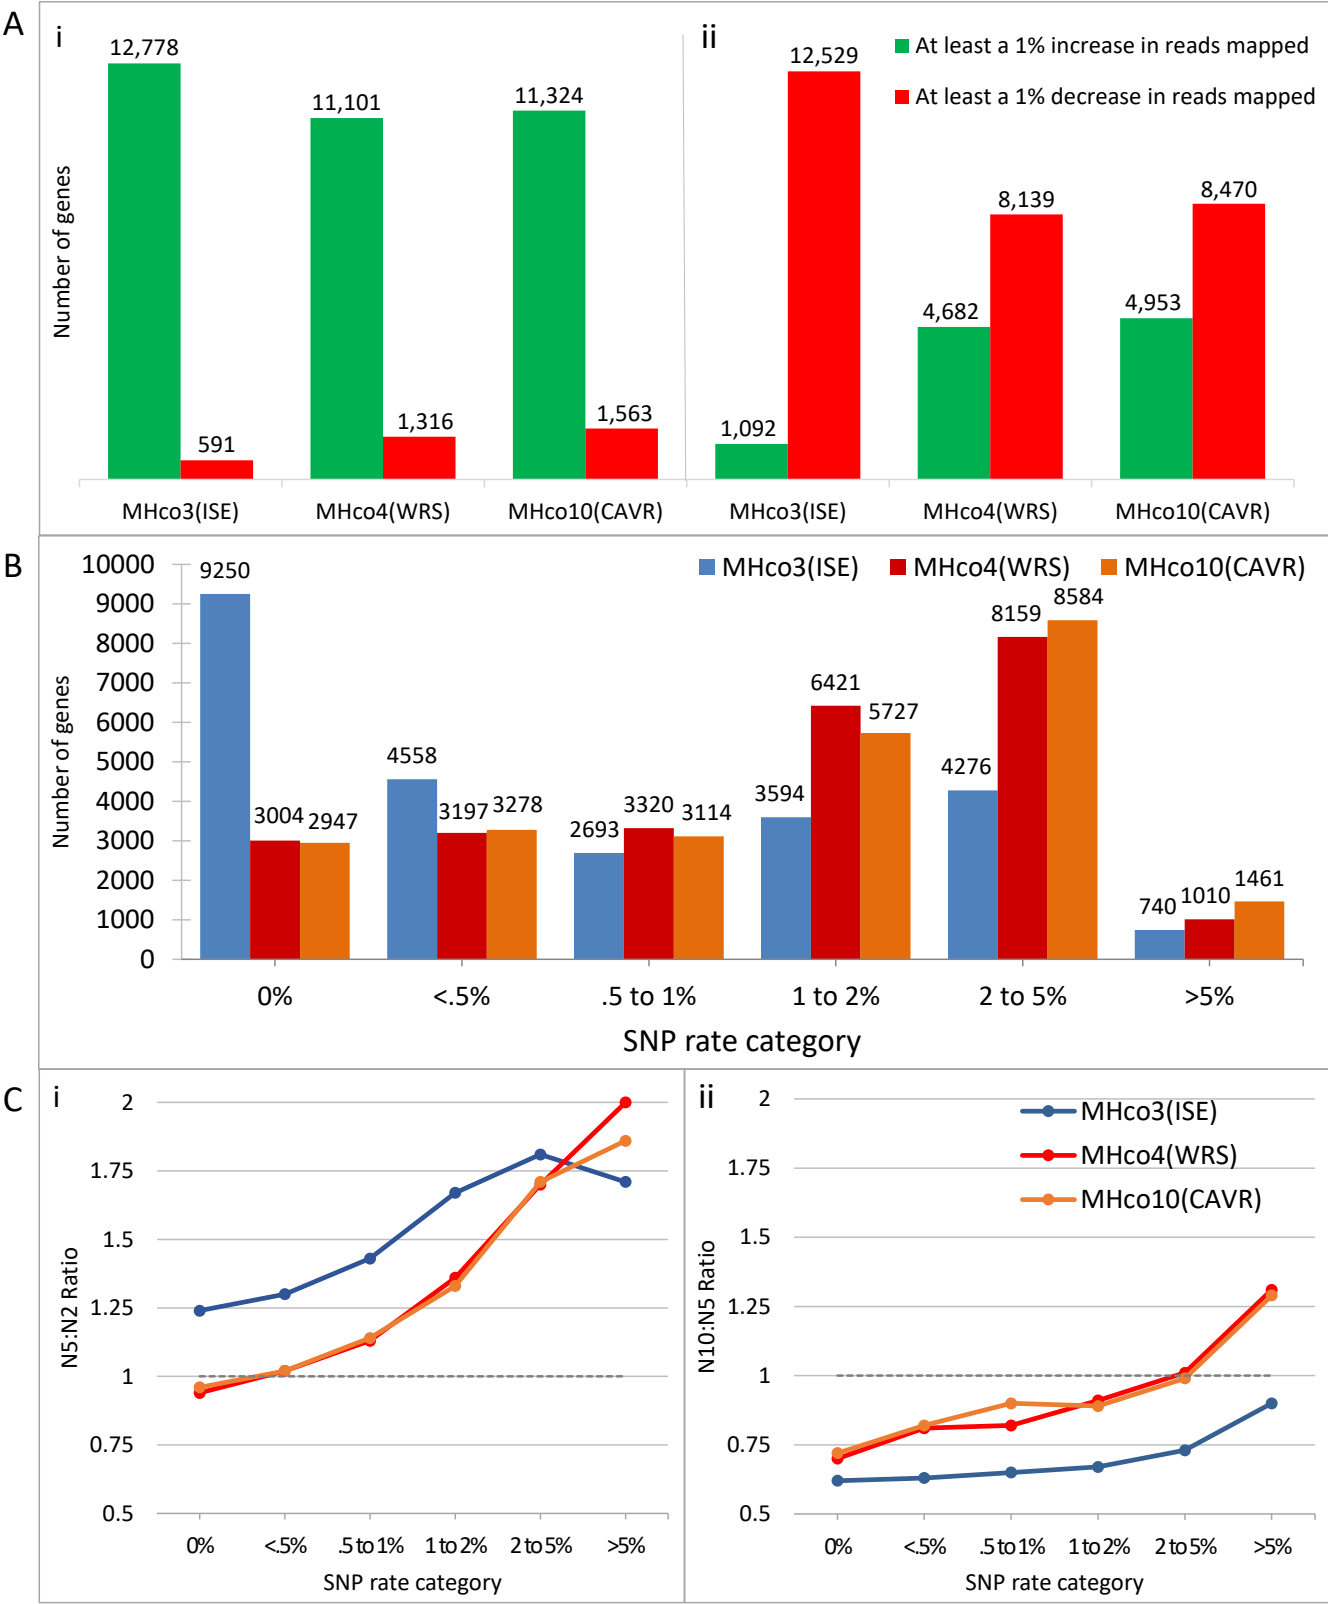 A
i
ii
12,778
11,101
11,324
12,529
At least a 1% increase in reads mapped
At least a 1% decrease in reads mapped
8,139
8,470
4,682
4,953
591
1,316
1,563
1,092
Number of genes
MHco3(ISE)
MHco4(WRS)
MHco10(CAVR)
MHco3(ISE)
MHco4(WRS)
MHco10(CAVR)
B
MHco3(ISE)
MHco4(WRS)
MHco10(CAVR)
Number of genes
10000
9000
8000
7000
6000
5000
4000
3000
2000
1000
0
9250
3004
2947
4558
3197
3278
2693
3320
3114
3594
6421
5727
4276
8159
8584
740
1010
1461
0%
<.5%
.5 to 1%
1 to 2%
2 to 5%
>5%
SNP rate category
C
i
N5:N2 Ratio
2
1.75
1.5
1.25
1
0.75
0.5
0%
<.5%
.5 to 1%
1 to 2%
2 to 5%
>5%
SNP rate category
ii
MHco3(ISE)
MHco4(WRS)
MHco10(CAVR)
N10:N5 Ratio
2
1.75
1.5
1.25
1
0.75
0.5
0%
<.5%
.5 to 1%
1 to 2%
2 to 5%
>5%
SNP rate category